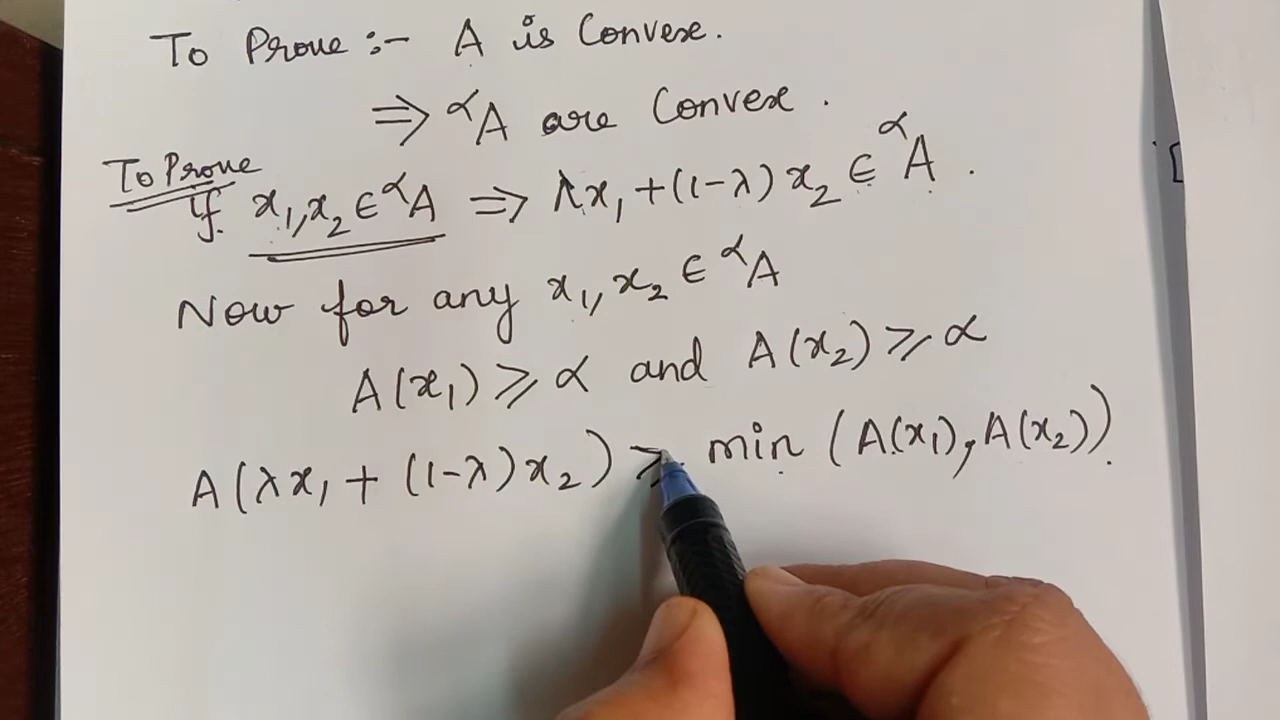 To Prove :- A is Convex.
⇒ ᵅA are Convex.
To Prove
If x₁,x₂ ∈ ᵅA ⇒ λx₁ + (1-λ) x₂ ∈ ᵅA.
Now for any x₁, x₂ ∈ ᵅA
A(x₁) ⩾ α and A(x₂) ⩾ α
A(λx₁ + (1-λ)x₂) ⩾ min (A(x₁), A(x₂)).